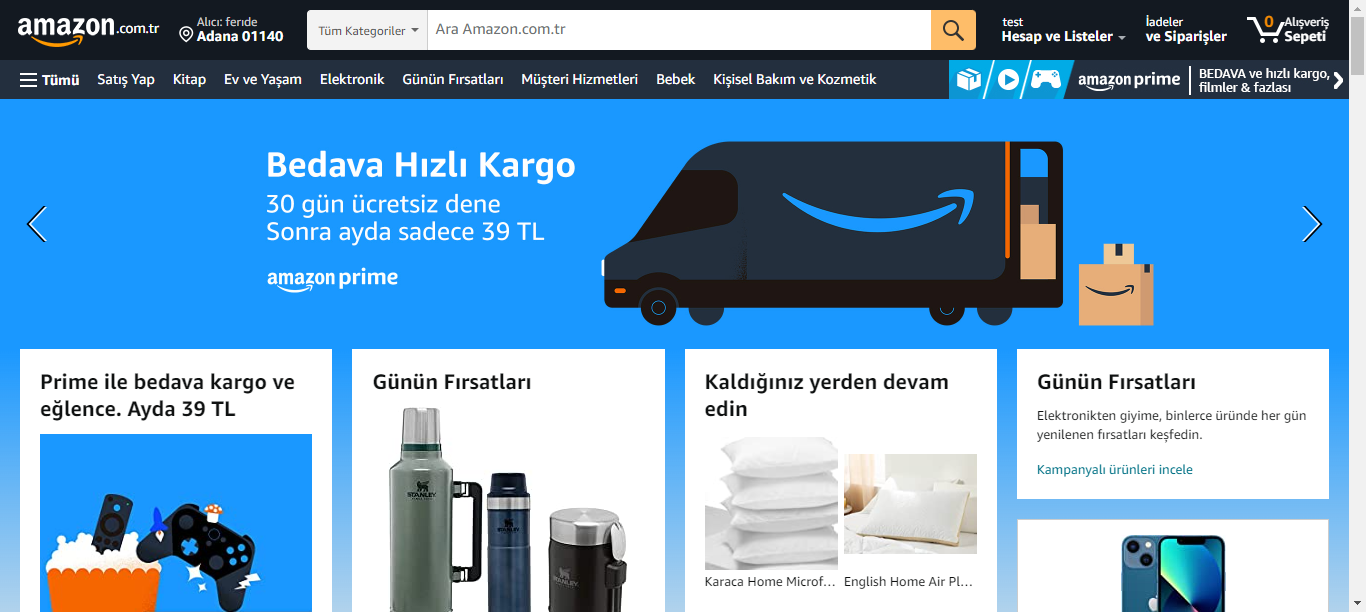 amazon.com.tr
Alıcı: ferıde
Adana 01140
Tüm Kategoriler
Ara Amazon.com.tr
test
Hesap ve Listeler
İadeler
ve Siparişler
0
Alışveriş
Sepeti
Tümü
Satış Yap
Kitap
Ev ve Yaşam
Elektronik
Günün Fırsatları
Müşteri Hizmetleri
Bebek
Kişisel Bakım ve Kozmetik
amazon prime
BEDAVA ve hızlı kargo,
filmler & fazlası
Bedava Hızlı Kargo
30 gün ücretsiz dene
Sonra ayda sadece 39 TL
amazon prime
Prime ile bedava kargo ve
eğlence. Ayda 39 TL
Günün Fırsatları
STANLEY
STANLEY
STANLEY
Kaldığınız yerden devam
edin
Karaca Home Microf...
English Home Air Pl...
Günün Fırsatları
Elektronikten giyime, binlerce üründe her gün
yenilenen fırsatları keşfedin.
Kampanyalı ürünleri incele